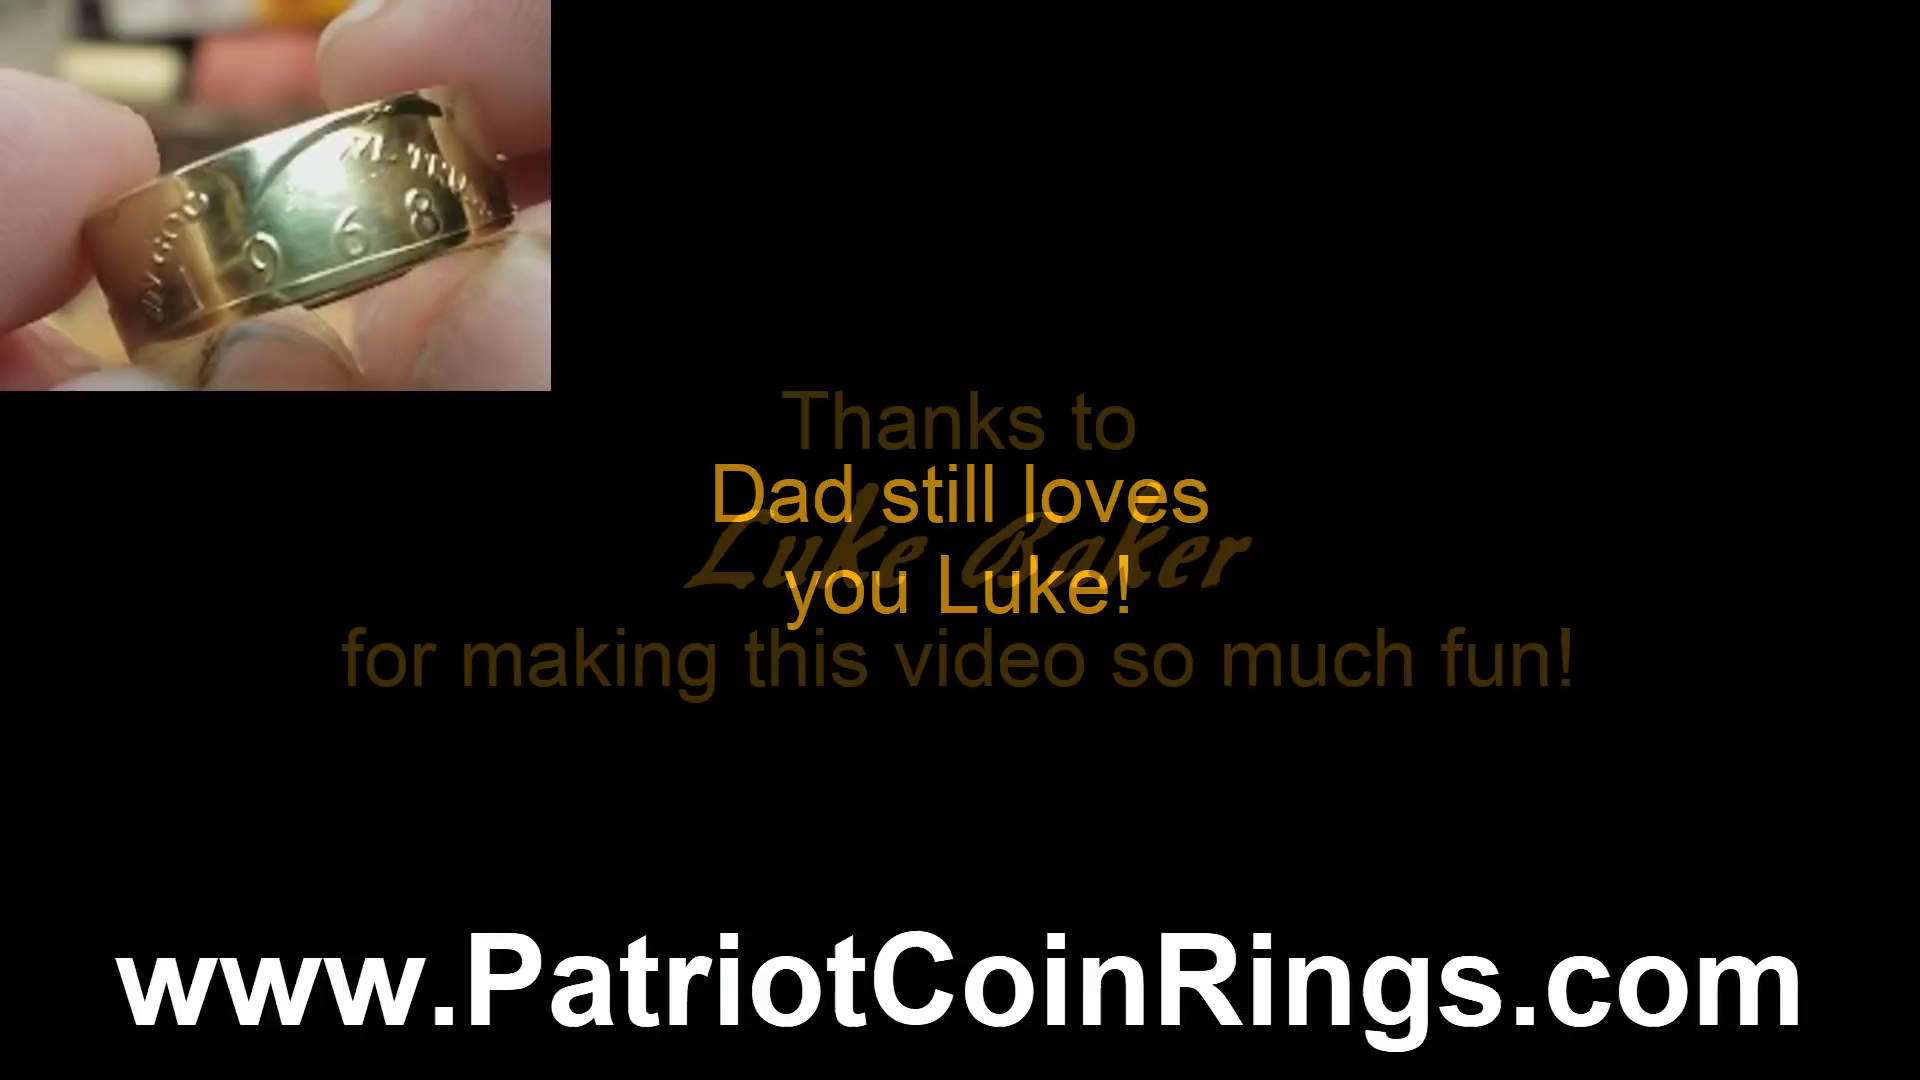 1968
Thanks to
Dad still loves
Luke Baker
you Luke!
for making this video so much fun!
www.PatriotCoinRings.com